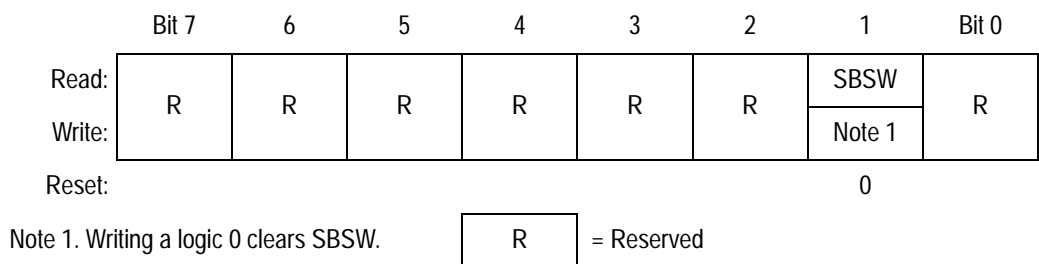 Bit 7 6 5 4 3 2 1 Bit 0
Read: R R R R R R SBSW R
Write: Note 1
Reset: 0
Note 1. Writing a logic 0 clears SBSW. R = Reserved